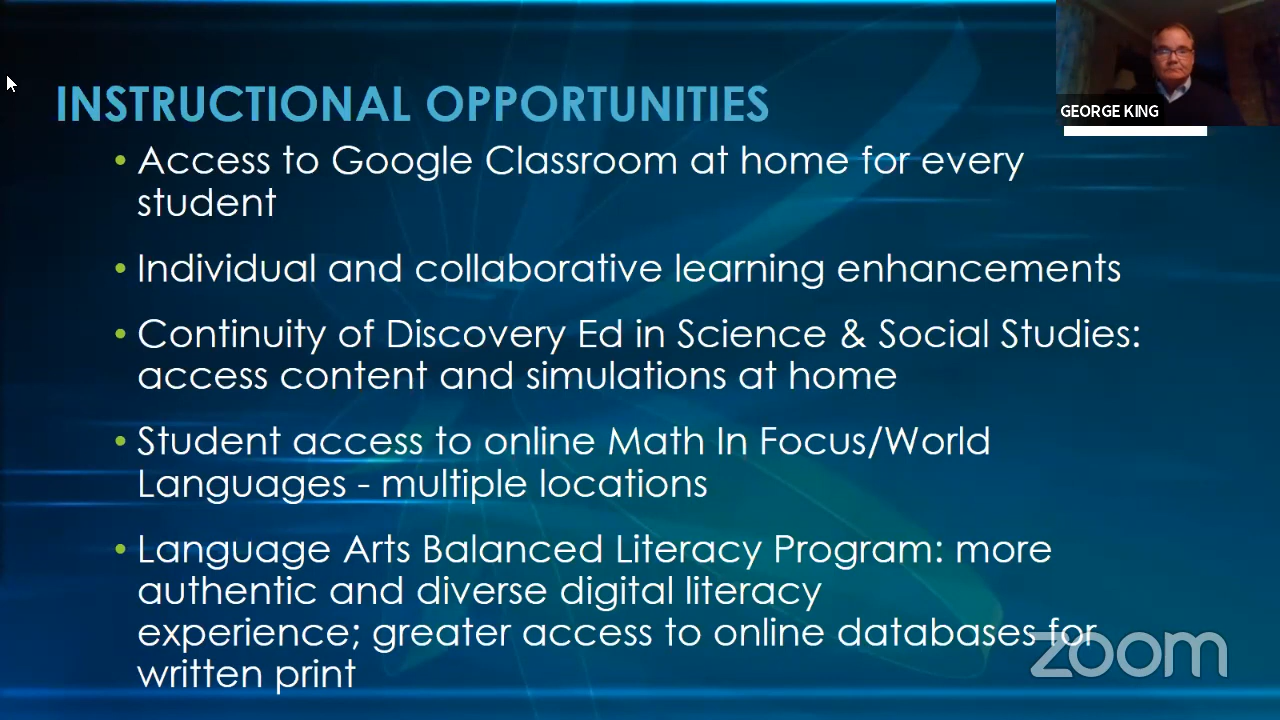 INSTRUCTIONAL OPPORTUNITIES
GEORGE KING
• Access to Google Classroom at home for every
student
• Individual and collaborative learning enhancements
• Continuity of Discovery Ed in Science & Social Studies:
access content and simulations at home
• Student access to online Math In Focus/World
Languages - multiple locations
• Language Arts Balanced Literacy Program: more
authentic and diverse digital literacy
experience; greater access to online databases for
written print
zoom